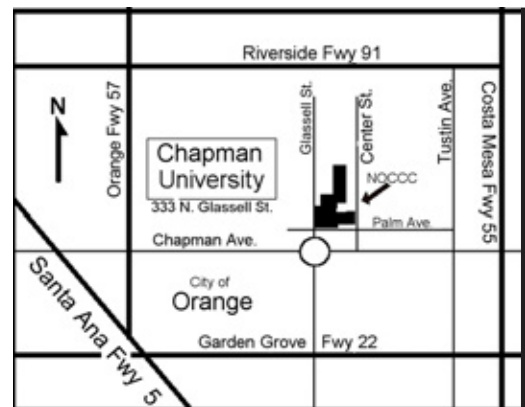 Riverside Fwy 91
N
Orange Fwy 57
Glassell St.
Center St.
Tustin Ave.
Costa Mesa Fwy 55
Chapman
University
333 N. Glassell St.
NOCCC
Palm Ave.
Chapman Ave.
City of
Orange
Santa Ana Fwy 5
Garden Grove Fwy 22